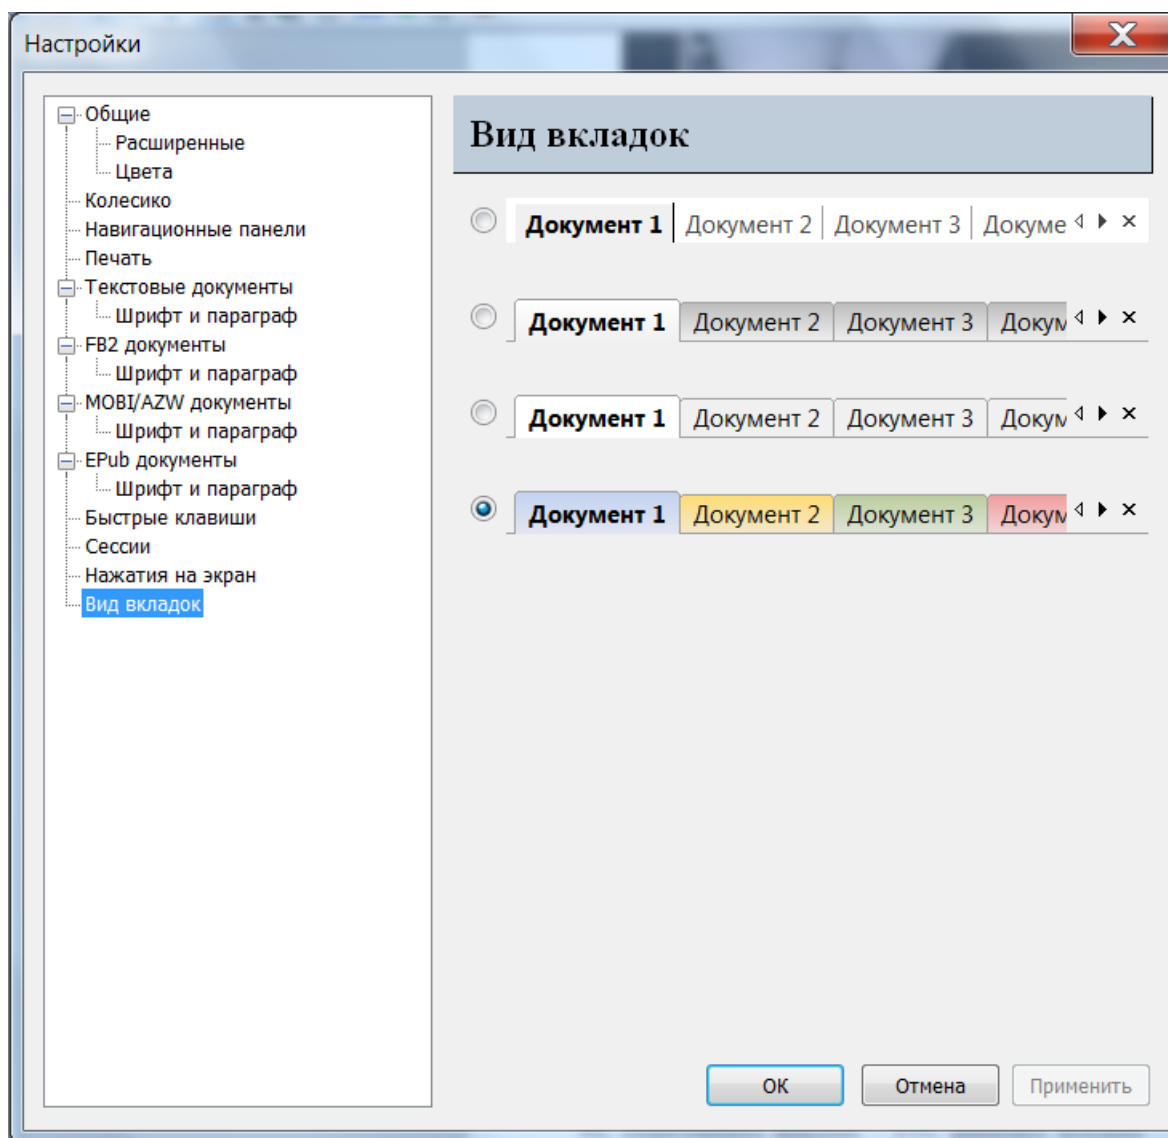 Настройки
Общие
Расширенные
Цвета
Колесико
Навигационные панели
Печать
Текстовые документы
Шрифт и параграф
FB2 документы
Шрифт и параграф
MOBI/AZW документы
Шрифт и параграф
EPub документы
Шрифт и параграф
Быстрые клавиши
Сессии
Нажатия на экран
Вид вкладок
Вид вкладок
Документ 1 Документ 2 Документ 3 Докуме
Документ 1 Документ 2 Документ 3 Докум
Документ 1 Документ 2 Документ 3 Докум
Документ 1 Документ 2 Документ 3 Докум
ОК Отмена Применить